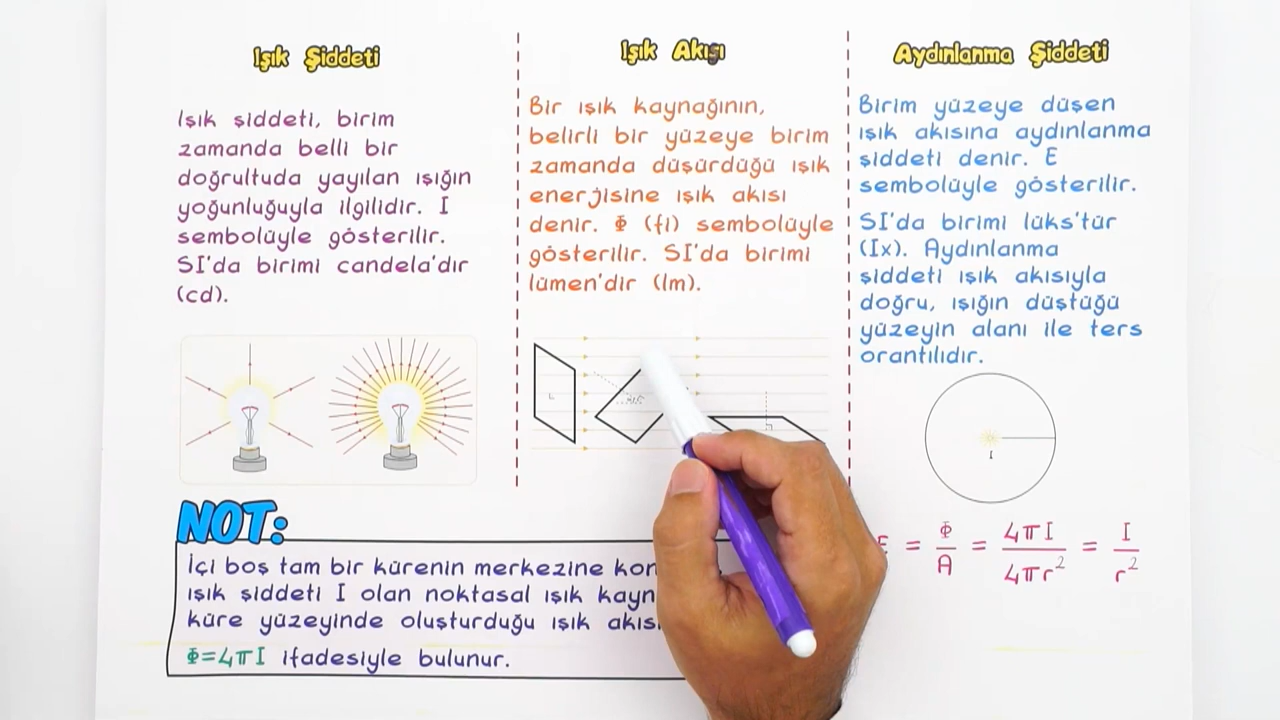 Işık Şiddeti
Işık şiddeti, birim
zamanda belli bir
doğrultuda yayılan ışığın
yoğunluğuyla ilgilidir. I
sembolüyle gösterilir.
SI'da birimi candela'dır
(cd).
Işık Akışı
Bir ışık kaynağının,
belirli bir yüzeye birim
zamanda düşürdüğü ışık
enerjisine ışık akısı
denir. Φ (fi) sembolüyle
gösterilir. SI'da birimi
lümen'dir (lm).
Aydınlanma Şiddeti
Birim yüzeye düşen
ışık akısına aydınlanma
şiddeti denir. E
sembolüyle gösterilir.
SI'da birimi lüks'tür
(Ix). Aydınlanma
şiddeti ışık akısıyla
doğru, ışığın düştüğü
yüzeyin alanı ile ters
orantılıdır.
I
E = Φ/A = 4πI/4πr² = I/r²
NOT:
İçi boş tam bir kürenin merkezine
ışık şiddeti I olan noktasal ışık
küre yüzeyinde oluşturduğu ışık
Φ=4πI ifadesiyle bulunur.